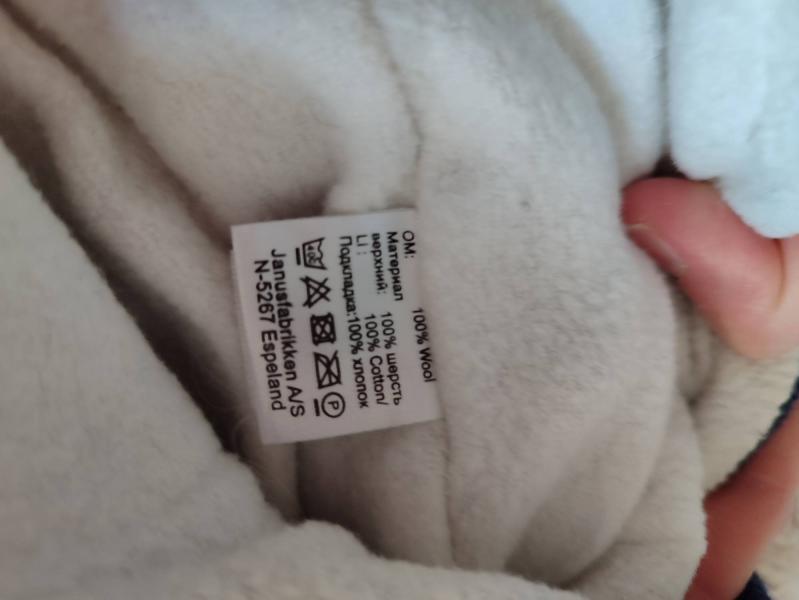 OM: 100% Wool
Материал
верхний: 100% шерсть
LI: 100% Cotton/
Подкладка:100% хлопок
P
Janusfabrikken A/S
N-5267 Espeland